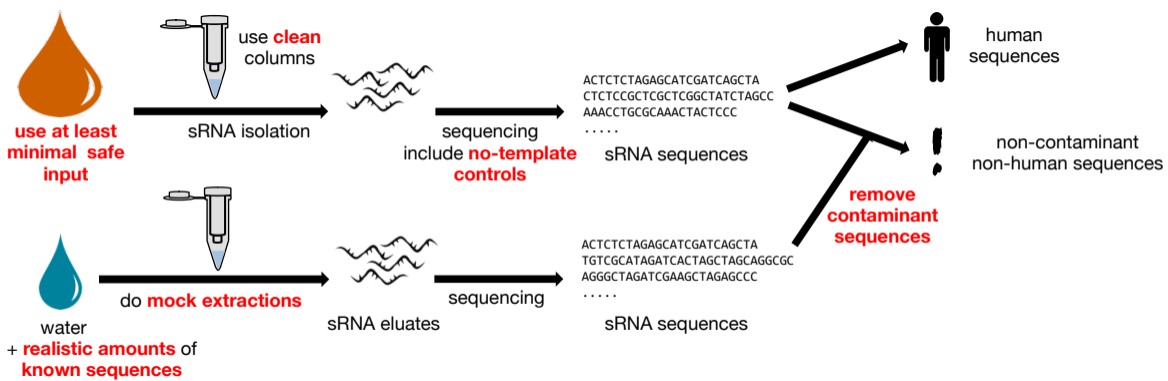 use clean
columns
human
sequences
ACTCTCTAGAGCATCGATCAGCTA
CTCTCCGCTCGCTCGGCTATCTAGCC
AAACCTGCGCAAACTACTCCC
.....
use at least
minimal safe
input
sRNA isolation
sequencing
include no-template
controls
sRNA sequences
non-contaminant
non-human sequences
remove
contaminant
sequences
ACTCTCTAGAGCATCGATCAGCTA
TGTCGCATAGATCACTAGCTAGCAGGCGC
AGGGCTAGATCGAAGCTAGAGCCC
.....
do mock extractions
sRNA eluates
sequencing
sRNA sequences
water
+ realistic amounts of
known sequences